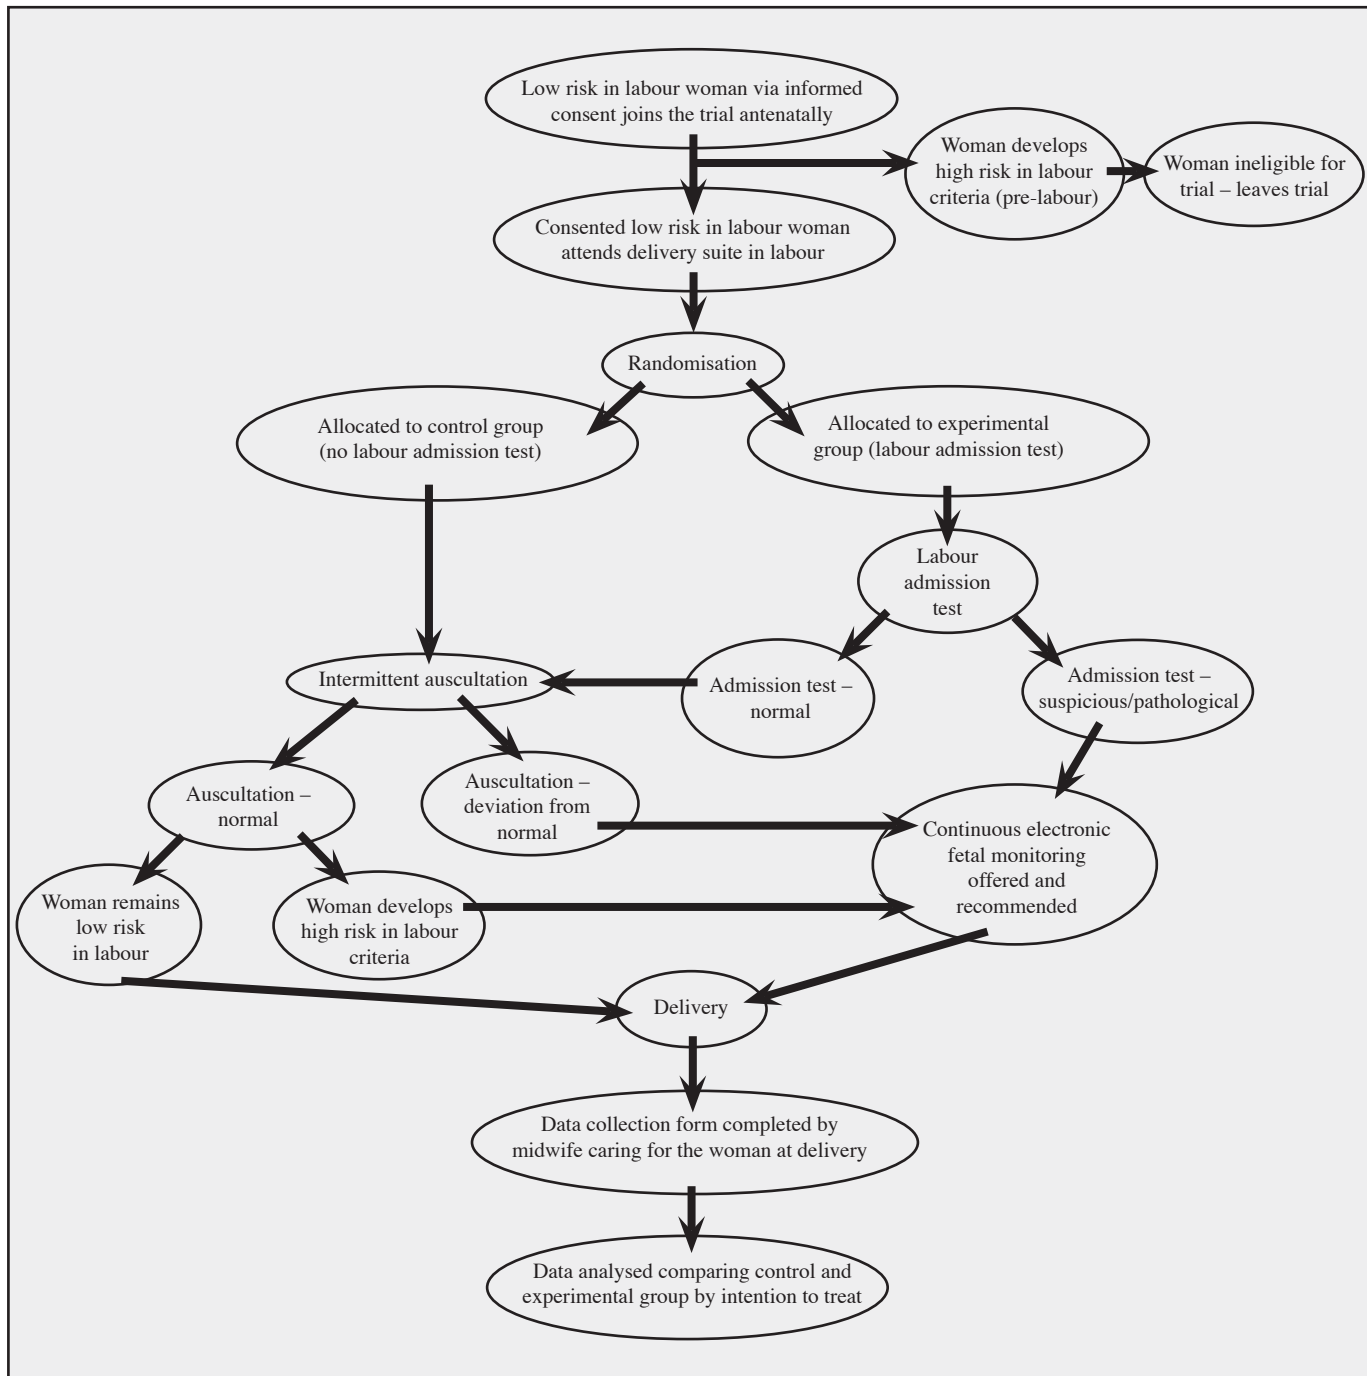 Low risk in labour woman via informed
consent joins the trial antenatally
Woman develops
high risk in labour
criteria (pre-labour)
Woman ineligible for
trial – leaves trial
Consented low risk in labour woman
attends delivery suite in labour
Randomisation
Allocated to control group
(no labour admission test)
Allocated to experimental
group (labour admission test)
Labour
admission
test
Intermittent auscultation
Admission test –
normal
Admission test –
suspicious/pathological
Auscultation –
normal
Auscultation –
deviation from
normal
Continuous electronic
fetal monitoring
offered and
recommended
Woman remains
low risk
in labour
Woman develops
high risk in labour
criteria
Delivery
Data collection form completed by
midwife caring for the woman at delivery
Data analysed comparing control and
experimental group by intention to treat